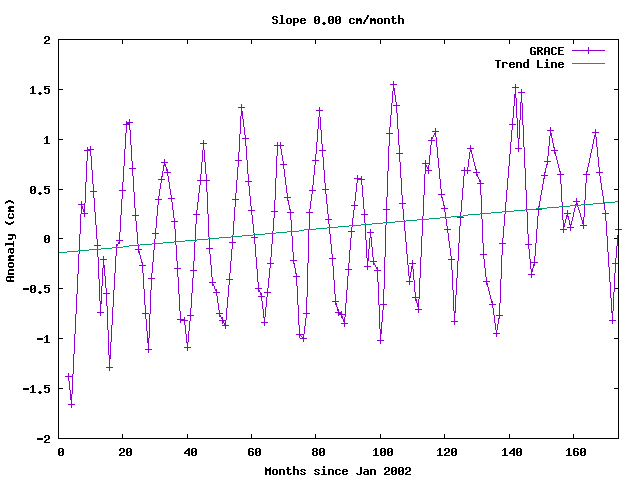 Slope 0.00 cm/month
GRACE
Trend Line
2
1.5
1
0.5
0
-0.5
-1
-1.5
-2
Anomaly (cm)
0 20 40 60 80 100 120 140 160
Months since Jan 2002